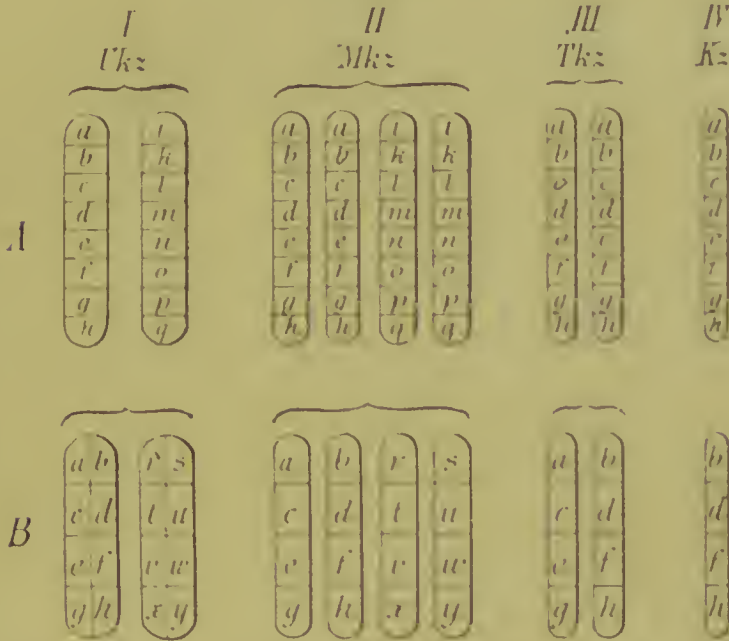 I II III IV
Ukz Mkz Tkz Kz
a i a a i i a a a
b k b b k k b b b
c l c c l l c c c
d m d d m m d d d
A e n e e n n e e e
f o f f o o f f f
g p g g p p g g g
h q h h q q h h h
a b r s a b r s a b b
B c d t u c d t u c d d
e f v w e f v w e f f
g h x y g h x y g h h